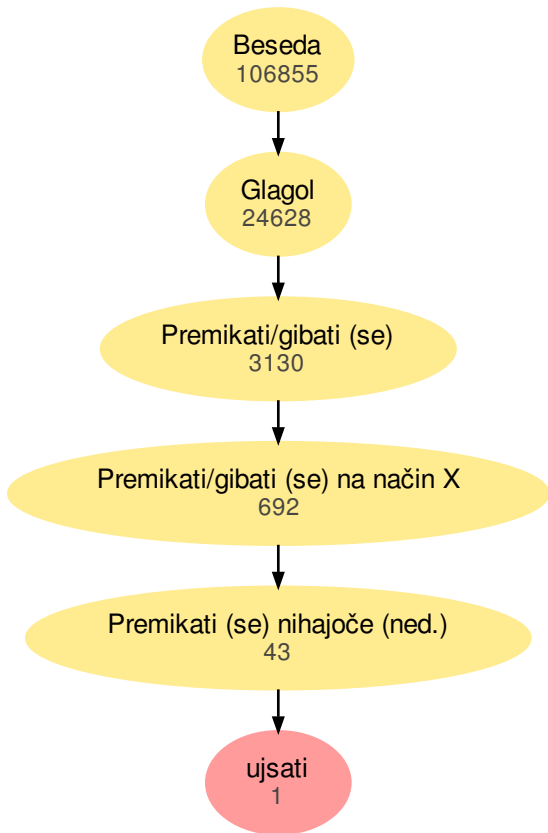 Beseda
106855
Glagol
24628
Premikati/gibati (se)
3130
Premikati/gibati (se) na način X
692
Premikati (se) nihajoče (ned.)
43
ujsati
1